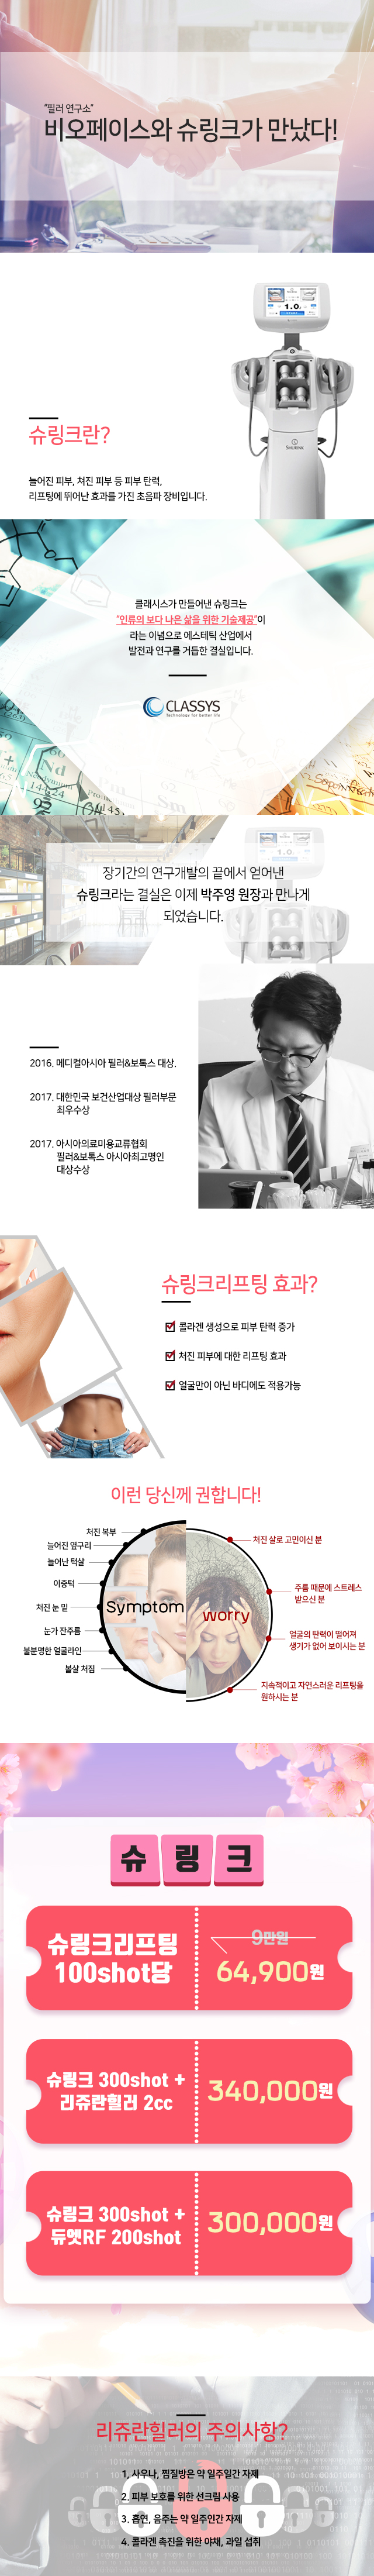 “필러 연구소”
비오페이스와 슈링크가 만났다!
1.0
SHURINK
슈링크란?
늘어진 피부, 쳐진 피부 등 피부 탄력,
리프팅에 뛰어난 효과를 가진 초음파 장비입니다.
클래시스가 만들어낸 슈링크는
“인류의 보다 나은 삶을 위한 기술제공”이
라는 이념으로 에스테틱 산업에서
발전과 연구를 거듭한 결실입니다.
CLASSYS
Technology for better life
Nd
Sm
92
장기간의 연구개발의 끝에서 얻어낸
슈링크라는 결실은 이제 박주영 원장과 만나게
되었습니다.
2016. 메디컬아시아 필러&보톡스 대상.
2017. 대한민국 보건산업대상 필러부문
최우수상
2017. 아시아의료미용교류협회
필러&보톡스 아시아최고명인
대상수상
슈링크리프팅 효과?
콜라겐 생성으로 피부 탄력 증가
처진 피부에 대한 리프팅 효과
얼굴만이 아닌 바디에도 적용가능
이런 당신께 권합니다!
처진 복부
늘어진 옆구리
늘어난 턱살
이중턱
처진 눈 밑
눈가 잔주름
불분명한 얼굴라인
볼살 처짐
Symptom
worry
처진 살로 고민이신 분
주름 때문에 스트레스
받으신 분
얼굴의 탄력이 떨어져
생기가 없어 보이시는 분
지속적이고 자연스러운 리프팅을
원하시는 분
슈링크
슈링크리프팅
100shot당
9만원
64,900원
슈링크 300shot +
리쥬란힐러 2cc
340,000원
슈링크 300shot +
듀엣RF 200shot
300,000원
리쥬란힐러의 주의사항?
1, 사우나, 찜질방은 약 일주일간 자제
2. 피부 보호를 위한 선크림 사용
3. 흡연, 음주는 약 일주인간 자제
4. 콜라겐 촉진을 위한 야채, 과일 섭취